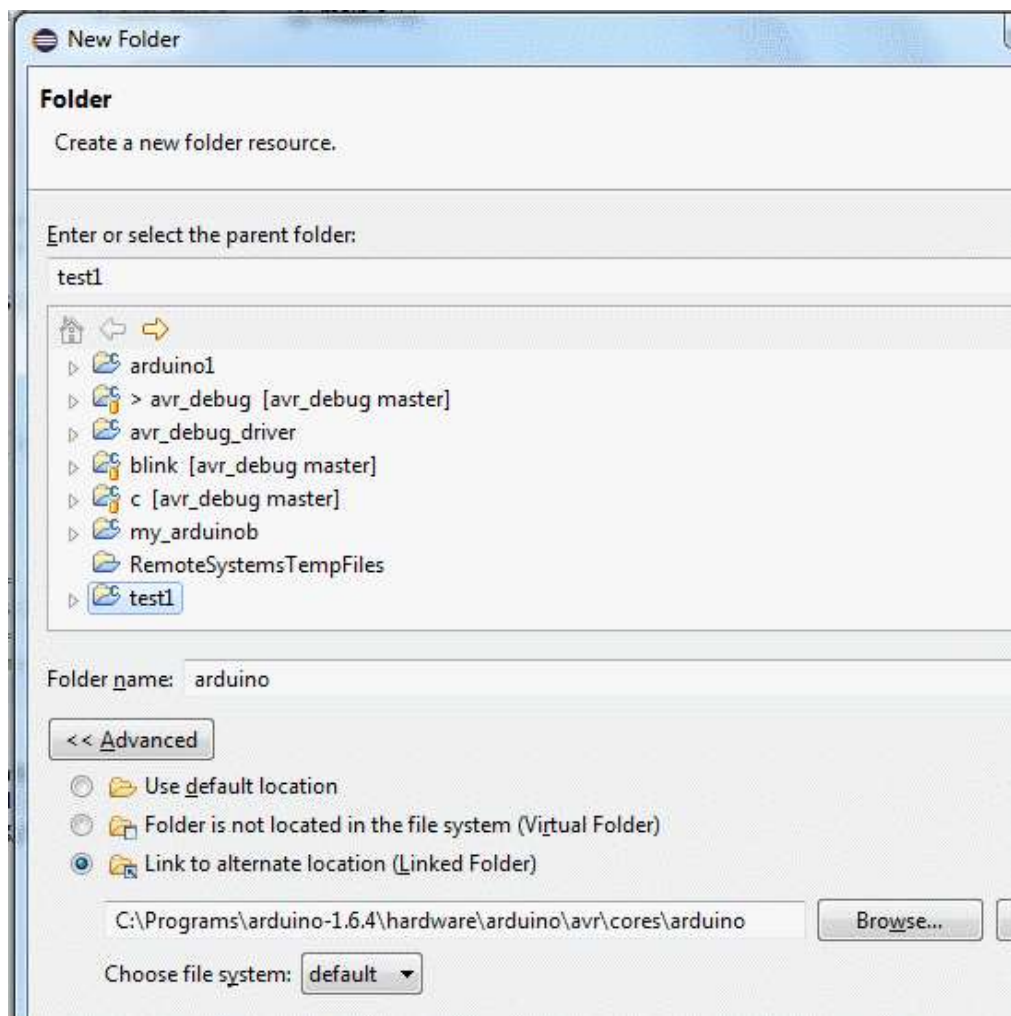 New Folder
Folder
Create a new folder resource.
Enter or select the parent folder:
test1
arduino1
> avr_debug [avr_debug master]
avr_debug_driver
blink [avr_debug master]
c [avr_debug master]
my_arduinob
RemoteSystemsTempFiles
test1
Folder name: arduino
<< Advanced
Use default location
Folder is not located in the file system (Virtual Folder)
Link to alternate location (Linked Folder)
C:\Programs\arduino-1.6.4\hardware\arduino\avr\cores\arduino Browse...
Choose file system: default